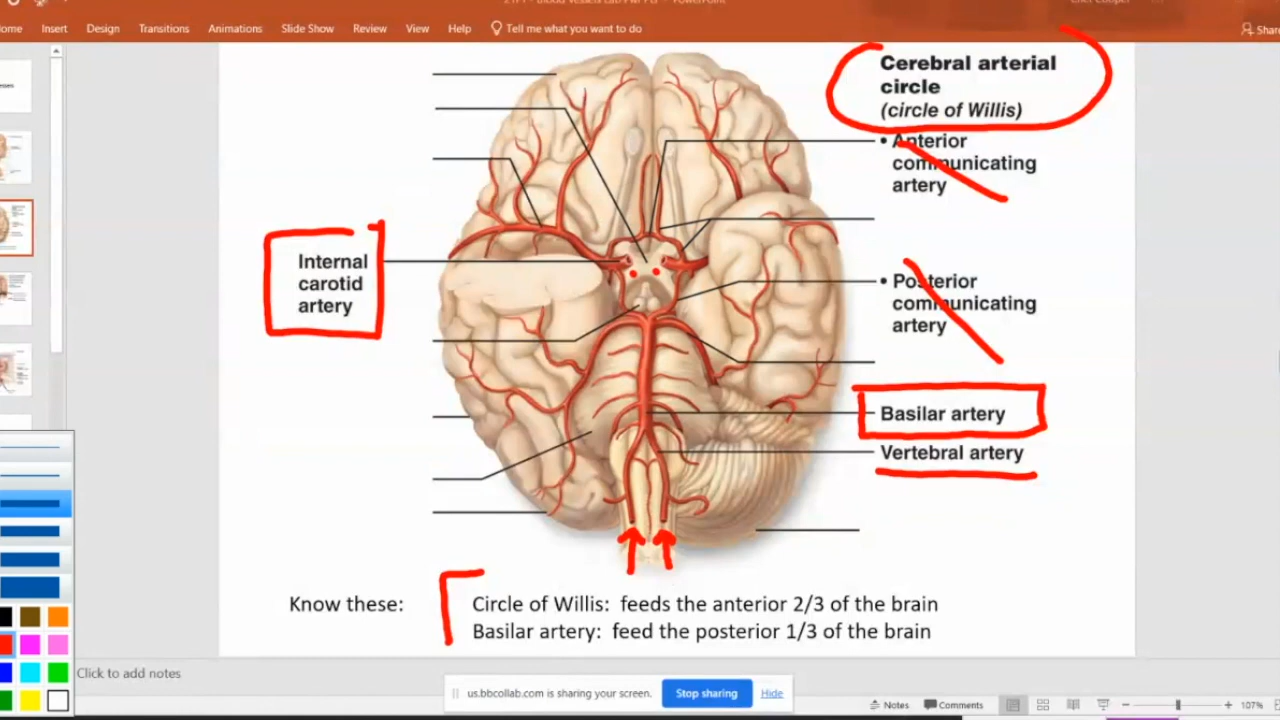 Home Insert Design Transitions Animations Slide Show Review View Help Tell me what you want to do Share
Cerebral arterial
circle
(circle of Willis)
• Anterior
communicating
artery
Internal
carotid
artery
• Posterior
communicating
artery
Basilar artery
Vertebral artery
Know these:
Circle of Willis: feeds the anterior 2/3 of the brain
Basilar artery: feed the posterior 1/3 of the brain
Click to add notes
us.bbcollab.com is sharing your screen. Stop sharing Hide
Notes Comments 107%